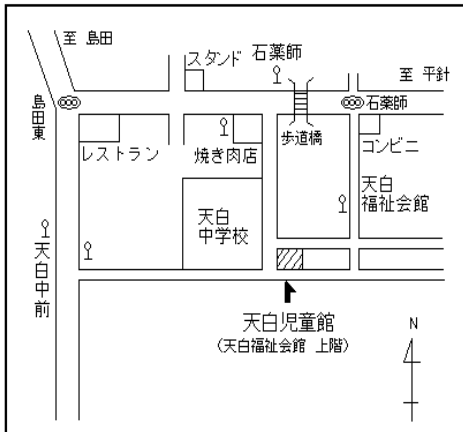 至 島田
スタンド
石薬師
至 平針
島田東
石薬師
レストラン
焼き肉店
歩道橋
コンビニ
天白
福祉会館
天白
中学校
天白中前
天白児童館
(天白福祉会館 上階)
N